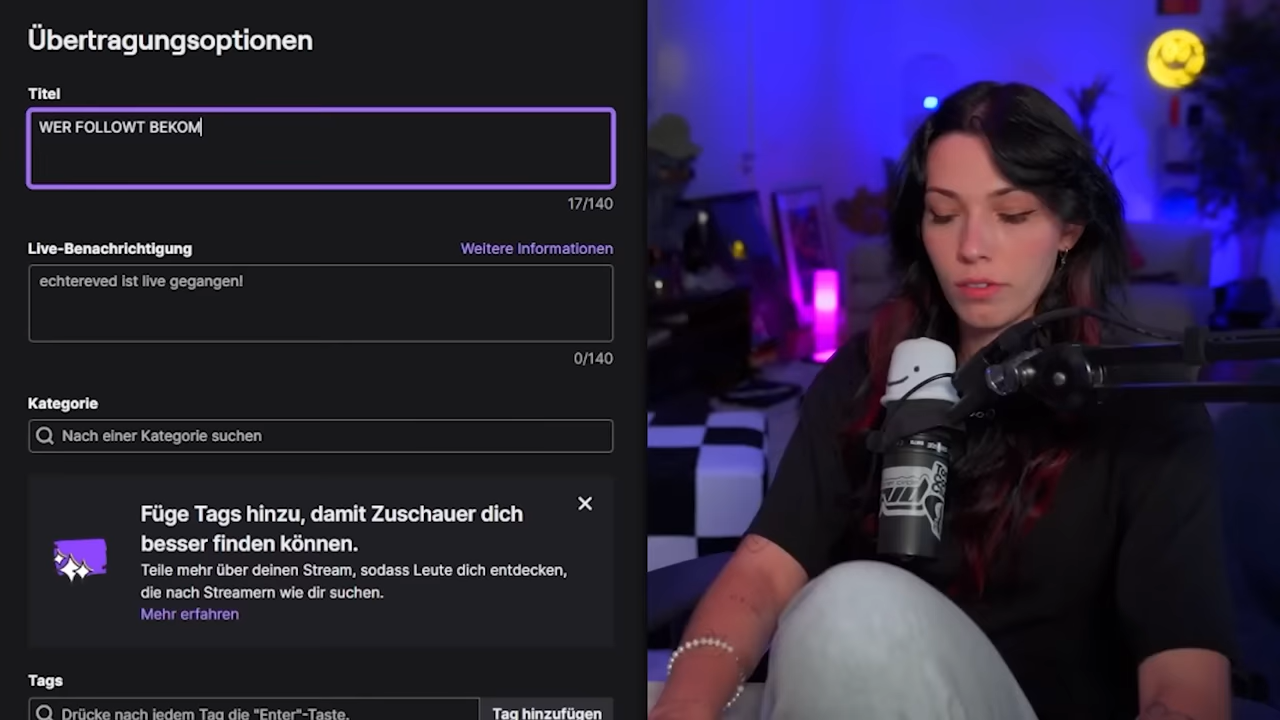 Übertragungsoptionen
Titel
WER FOLLOWT BEKOM
17/140
Live-Benachrichtigung
Weitere Informationen
echtereved ist live gegangen!
0/140
Kategorie
Nach einer Kategorie suchen
Füge Tags hinzu, damit Zuschauer dich
besser finden können.
Teile mehr über deinen Stream, sodass Leute dich entdecken,
die nach Streamern wie dir suchen.
Mehr erfahren
Tags
Drücke nach jedem Tag die "Enter"-Taste.
Tag hinzufügen